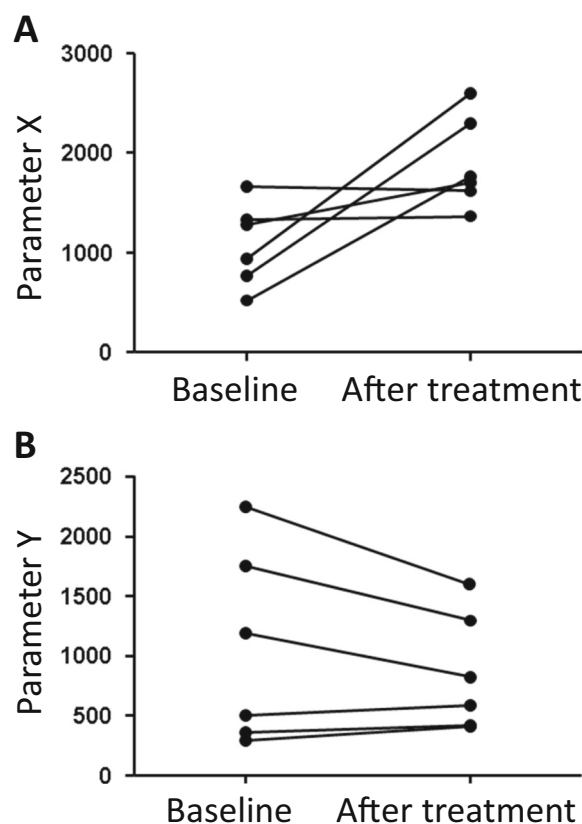 A
Parameter X
3000
2000
1000
0
Baseline After treatment
B
Parameter Y
2500
2000
1500
1000
500
0
Baseline After treatment